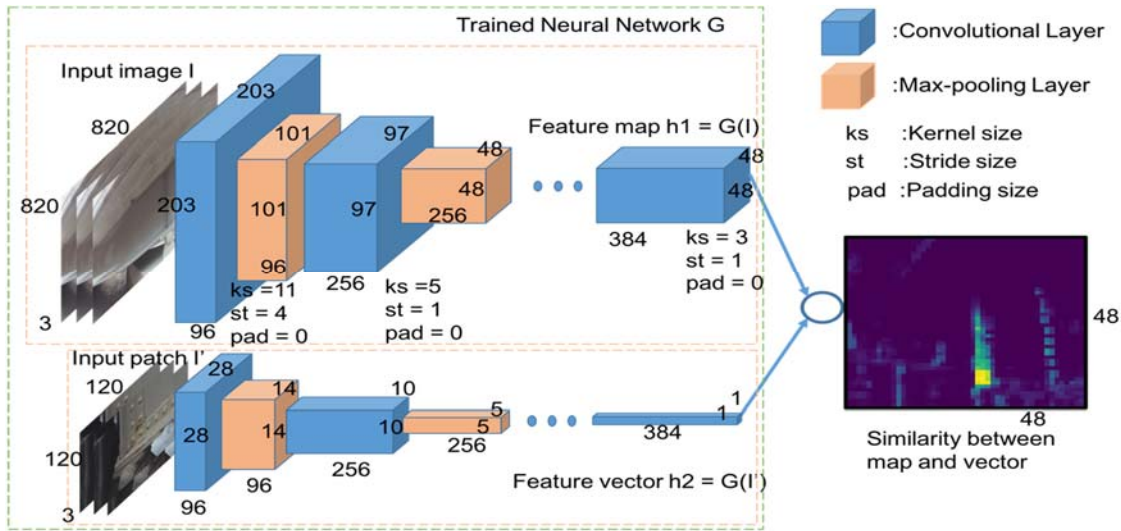 Trained Neural Network G
Input image I
820
820
3
203
203
96
101
101
96
ks =11
st = 4
pad = 0
97
97
256
ks =5
st = 1
pad = 0
48
48
256
Feature map h1 = G(I)
48
48
384
ks = 3
st = 1
pad = 0
Input patch I'
120
120
3
28
28
96
14
14
96
10
10
256
5
5
256
1
1
384
Feature vector h2 = G(I')
:Convolutional Layer
:Max-pooling Layer
ks :Kernel size
st :Stride size
pad :Padding size
48
48
Similarity between
map and vector